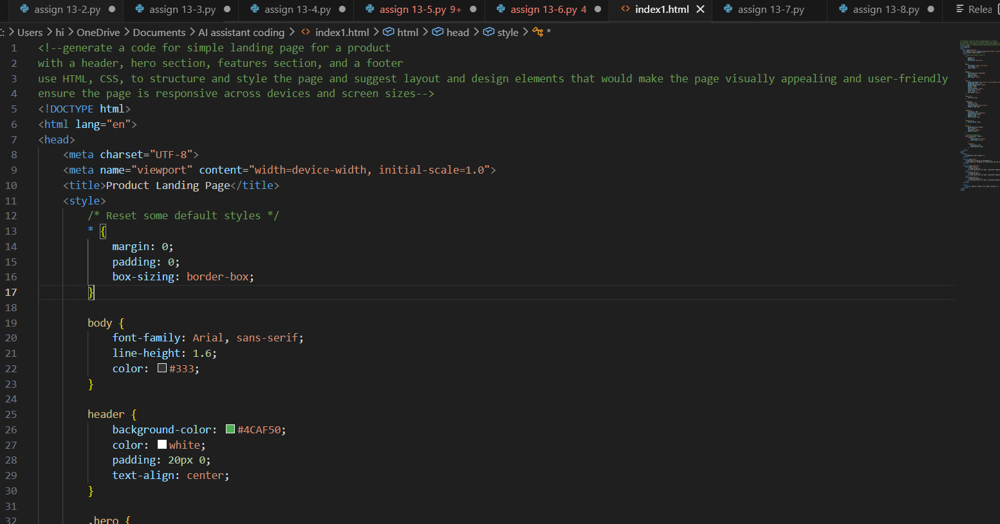 assign 13-2.py assign 13-3.py assign 13-4.py assign 13-5.py 9+ assign 13-6.py 4 index1.html assign 13-7.py assign 13-8.py Relea
C: > Users > hi > OneDrive > Documents > AI assistant coding > index1.html > html > head > style > *
1 <!--generate a code for simple landing page for a product
2 with a header, hero section, features section, and a footer
3 use HTML, CSS, to structure and style the page and suggest layout and design elements that would make the page visually appealing and user-friendly
4 ensure the page is responsive across devices and screen sizes-->
5 <!DOCTYPE html>
6 <html lang="en">
7 <head>
8 <meta charset="UTF-8">
9 <meta name="viewport" content="width=device-width, initial-scale=1.0">
10 <title>Product Landing Page</title>
11 <style>
12 /* Reset some default styles */
13 * {
14 margin: 0;
15 padding: 0;
16 box-sizing: border-box;
17 }
18
19 body {
20 font-family: Arial, sans-serif;
21 line-height: 1.6;
22 color: #333;
23 }
24
25 header {
26 background-color: #4CAF50;
27 color: white;
28 padding: 20px 0;
29 text-align: center;
30 }
31
32 .hero {